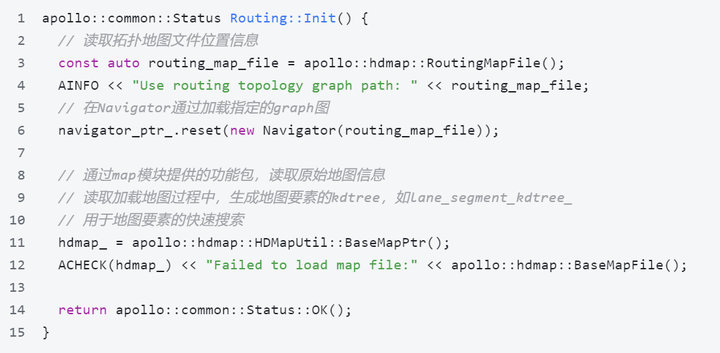 1 apollo::common::Status Routing::Init() {
2   // 读取拓扑地图文件位置信息
3   const auto routing_map_file = apollo::hdmap::RoutingMapFile();
4   AINFO << "Use routing topology graph path: " << routing_map_file;
5   // 在Navigator通过加载指定的graph图
6   navigator_ptr_.reset(new Navigator(routing_map_file));
7
8   // 通过map模块提供的功能包，读取原始地图信息
9   // 读取加载地图过程中，生成地图要素的kdtree，如lane_segment_kdtree_
10   // 用于地图要素的快速搜索
11   hdmap_ = apollo::hdmap::HDMapUtil::BaseMapPtr();
12   ACHECK(hdmap_) << "Failed to load map file:" << apollo::hdmap::BaseMapFile();
13
14   return apollo::common::Status::OK();
15 }